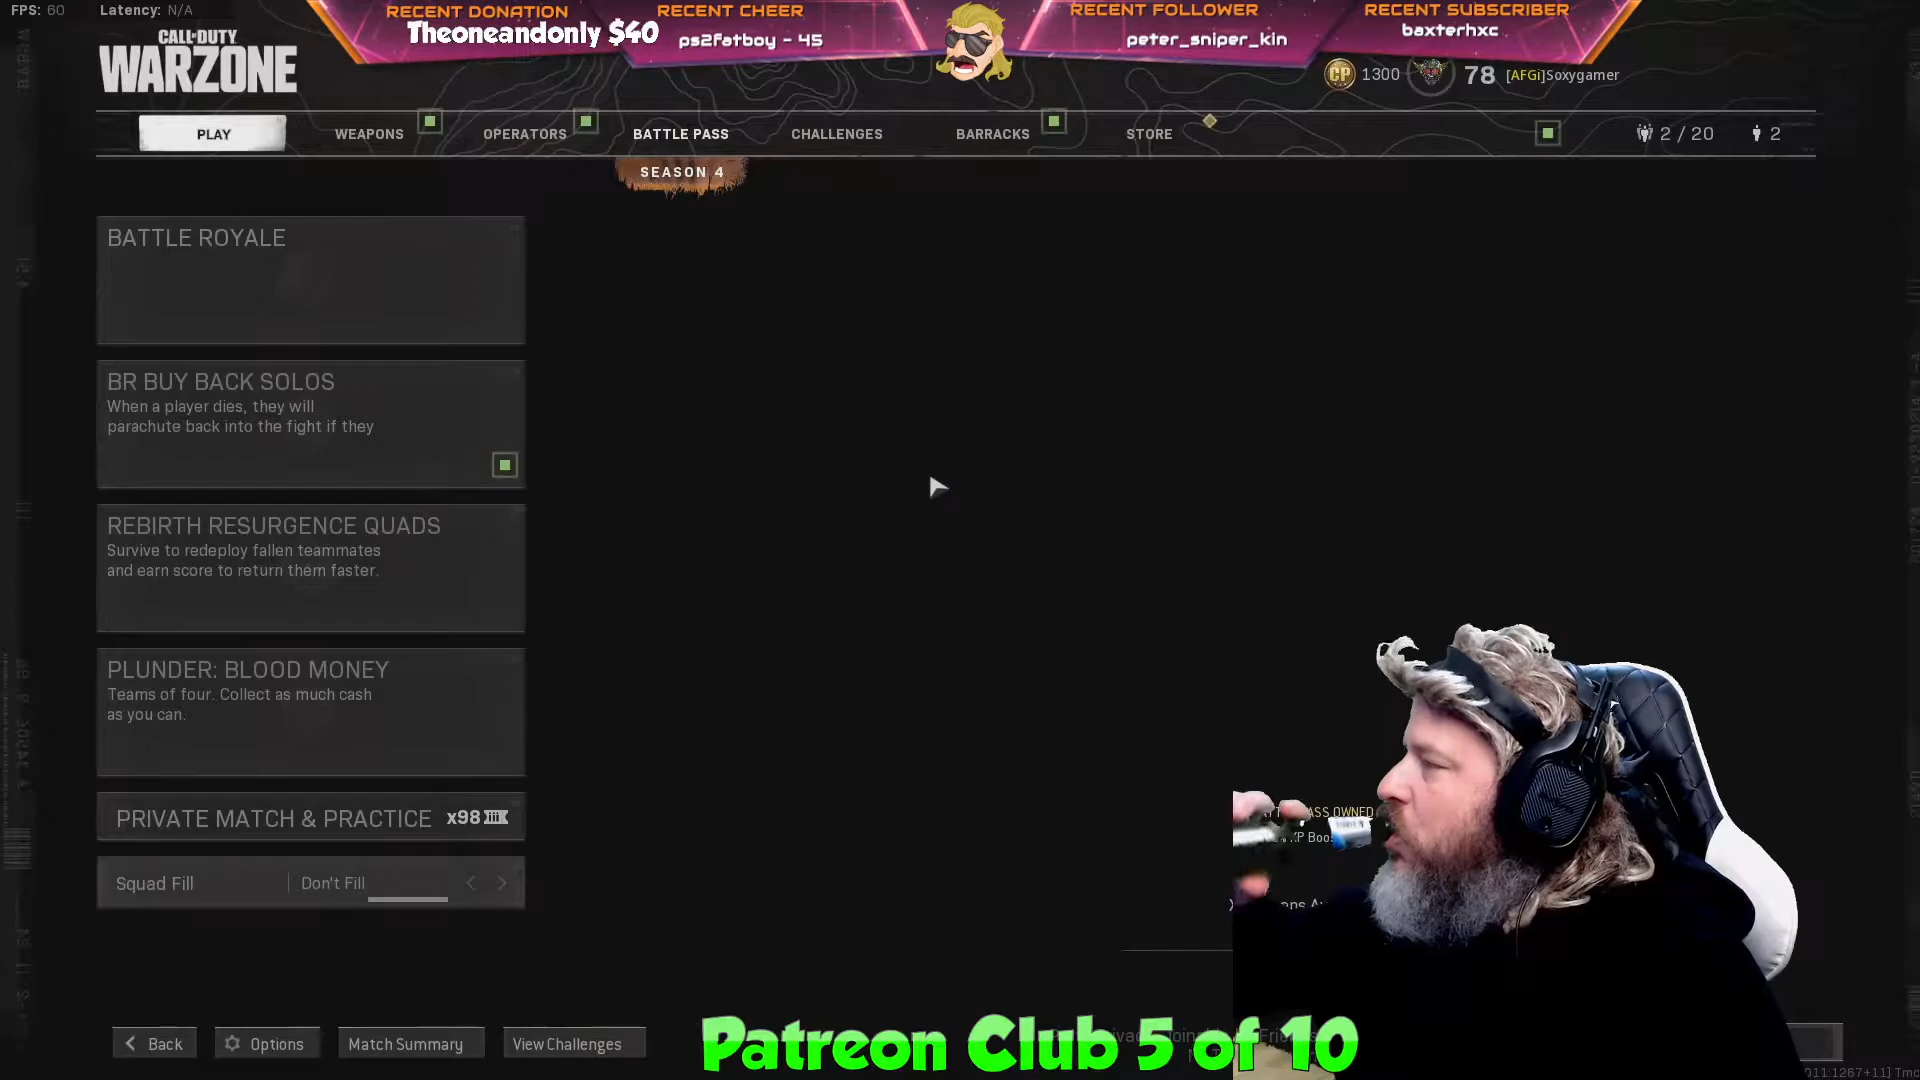 FPS: 60
Latency: N/A
RECENT DONATION
Theoneandonly $40
RECENT CHEER
ps2fatboy - 45
RECENT FOLLOWER
peter_sniper_kin
RECENT SUBSCRIBER
baxterhxc
CALL OF DUTY
WARZONE
CP 1300
78
[AFGi]Soxygamer
PLAY
WEAPONS
OPERATORS
BATTLE PASS
CHALLENGES
BARRACKS
STORE
2 / 20
2
SEASON 4
BATTLE ROYALE
BR BUY BACK SOLOS
When a player dies, they will
parachute back into the fight if they
REBIRTH RESURGENCE QUADS
Survive to redeploy fallen teammates
and earn score to return them faster.
PLUNDER: BLOOD MONEY
Teams of four. Collect as much cash
as you can.
PRIVATE MATCH & PRACTICE x98
Squad Fill
Don't Fill
OWNED
Back
Options
Match Summary
View Challenges
Patreon Club 5 of 10